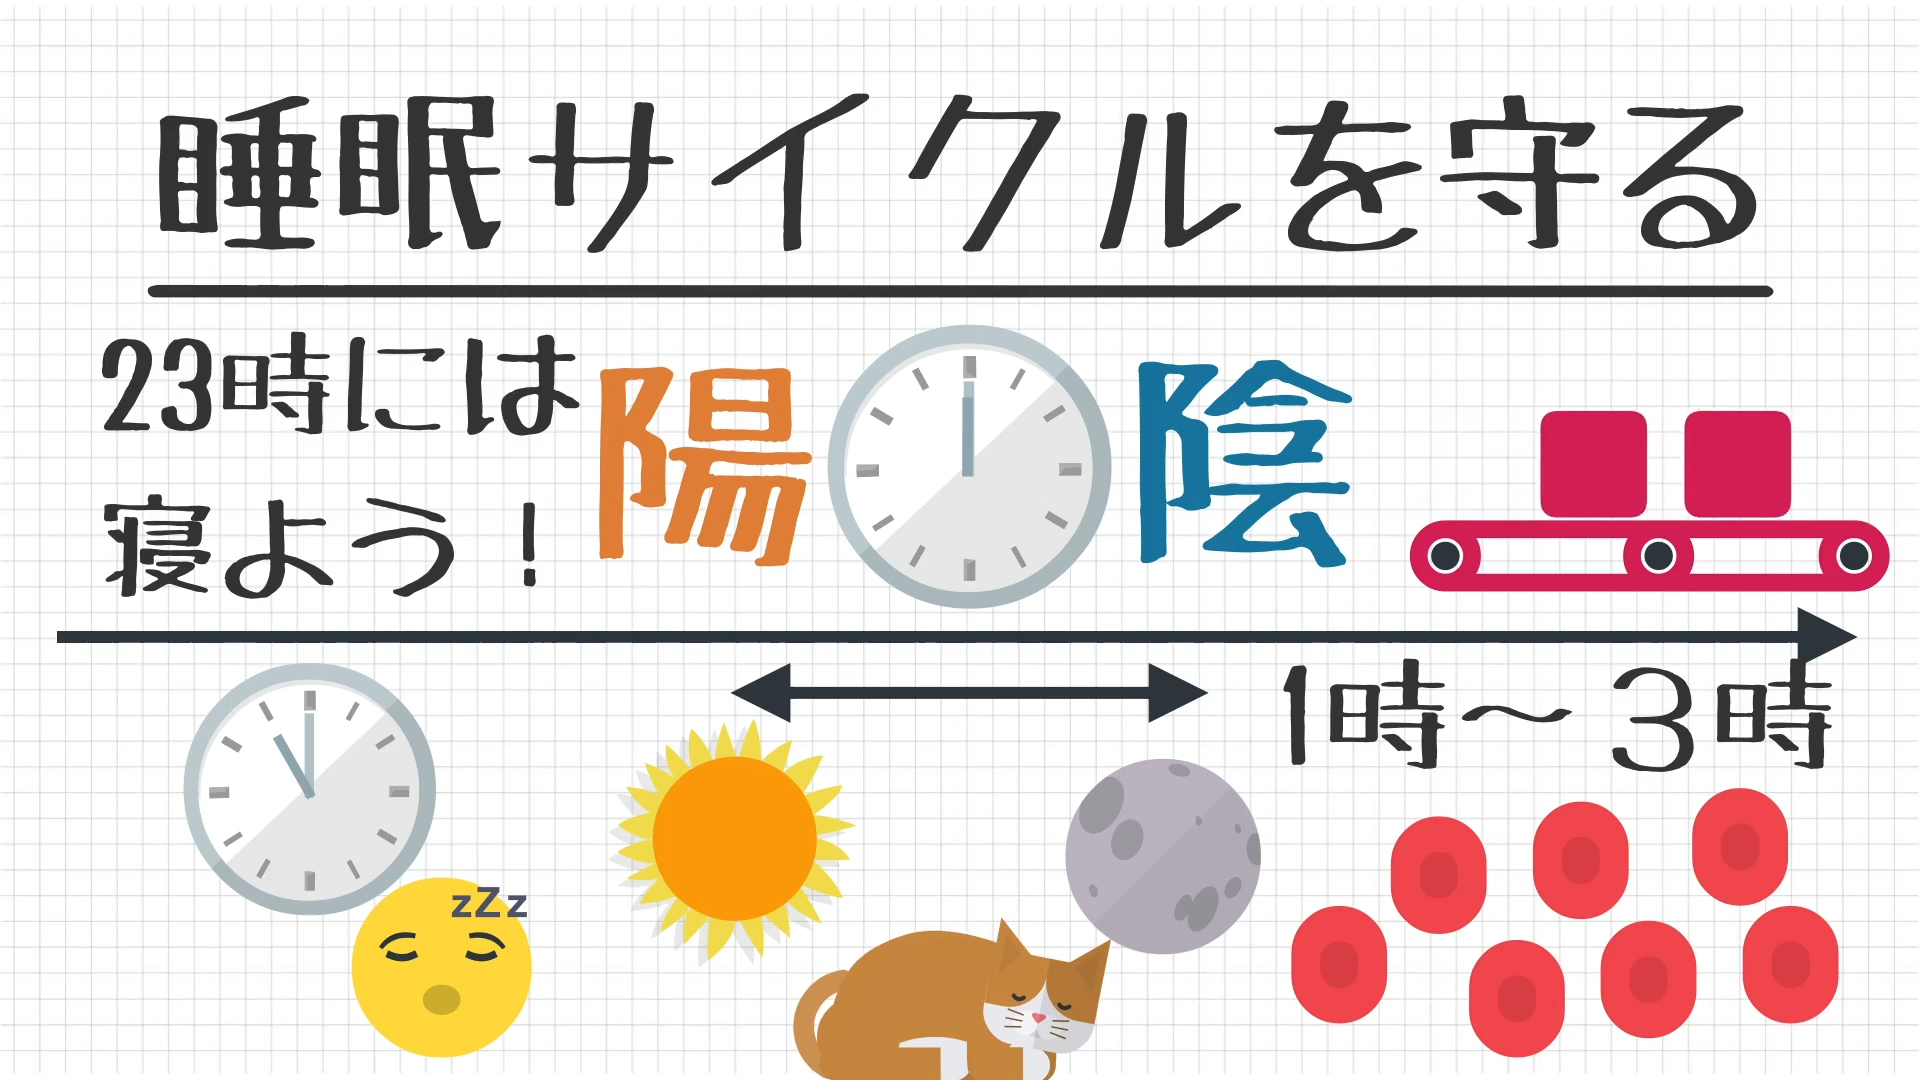 睡眠サイクルを守る
23時には
寝よう！
陽
陰
1時〜３時
zZz